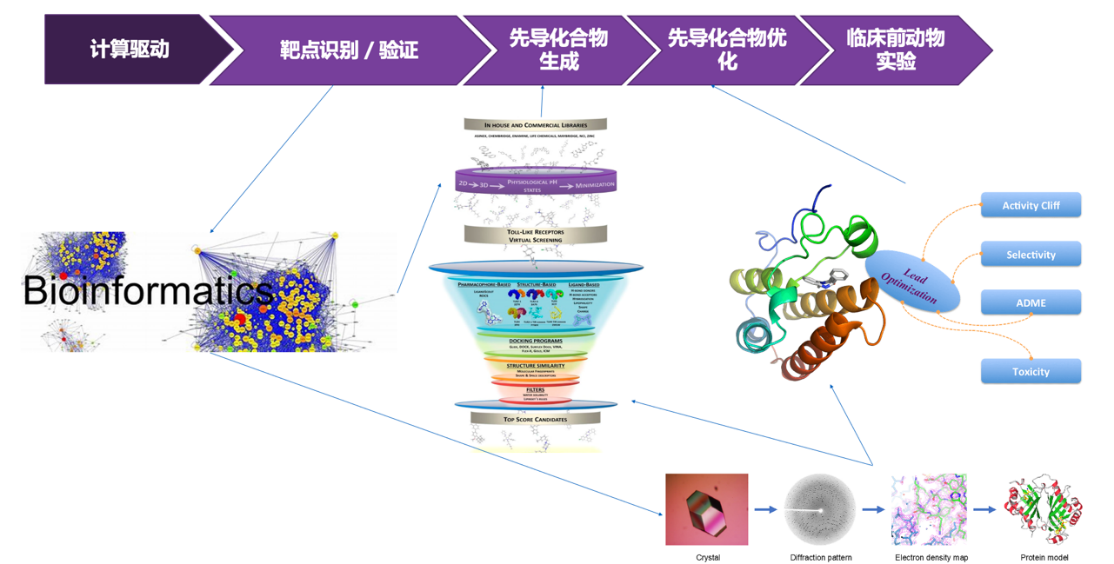 计算驱动
靶点识别 / 验证
先导化合物
生成
先导化合物优
化
临床前动物
实验
IN HOUSE AND COMMERCIAL LIBRARIES
2D
3D
PHYSIOLOGICAL PH
STATES
MINIMIZATION
TOLL-LIKE RECEPTORS
VIRTUAL SCREENING
Bioinformatics
PHARMACOPHORE-BASED
STRUCTURE-BASED
LIGAND-BASED
DOCKING PROGRAMS
STRUCTURE SIMILARITY
FILTERS
TOP SCORE CANDIDATES
Lead
Optimization
Activity Cliff
Selectivity
ADME
Toxicity
Crystal
Diffraction pattern
Electron density map
Protein model